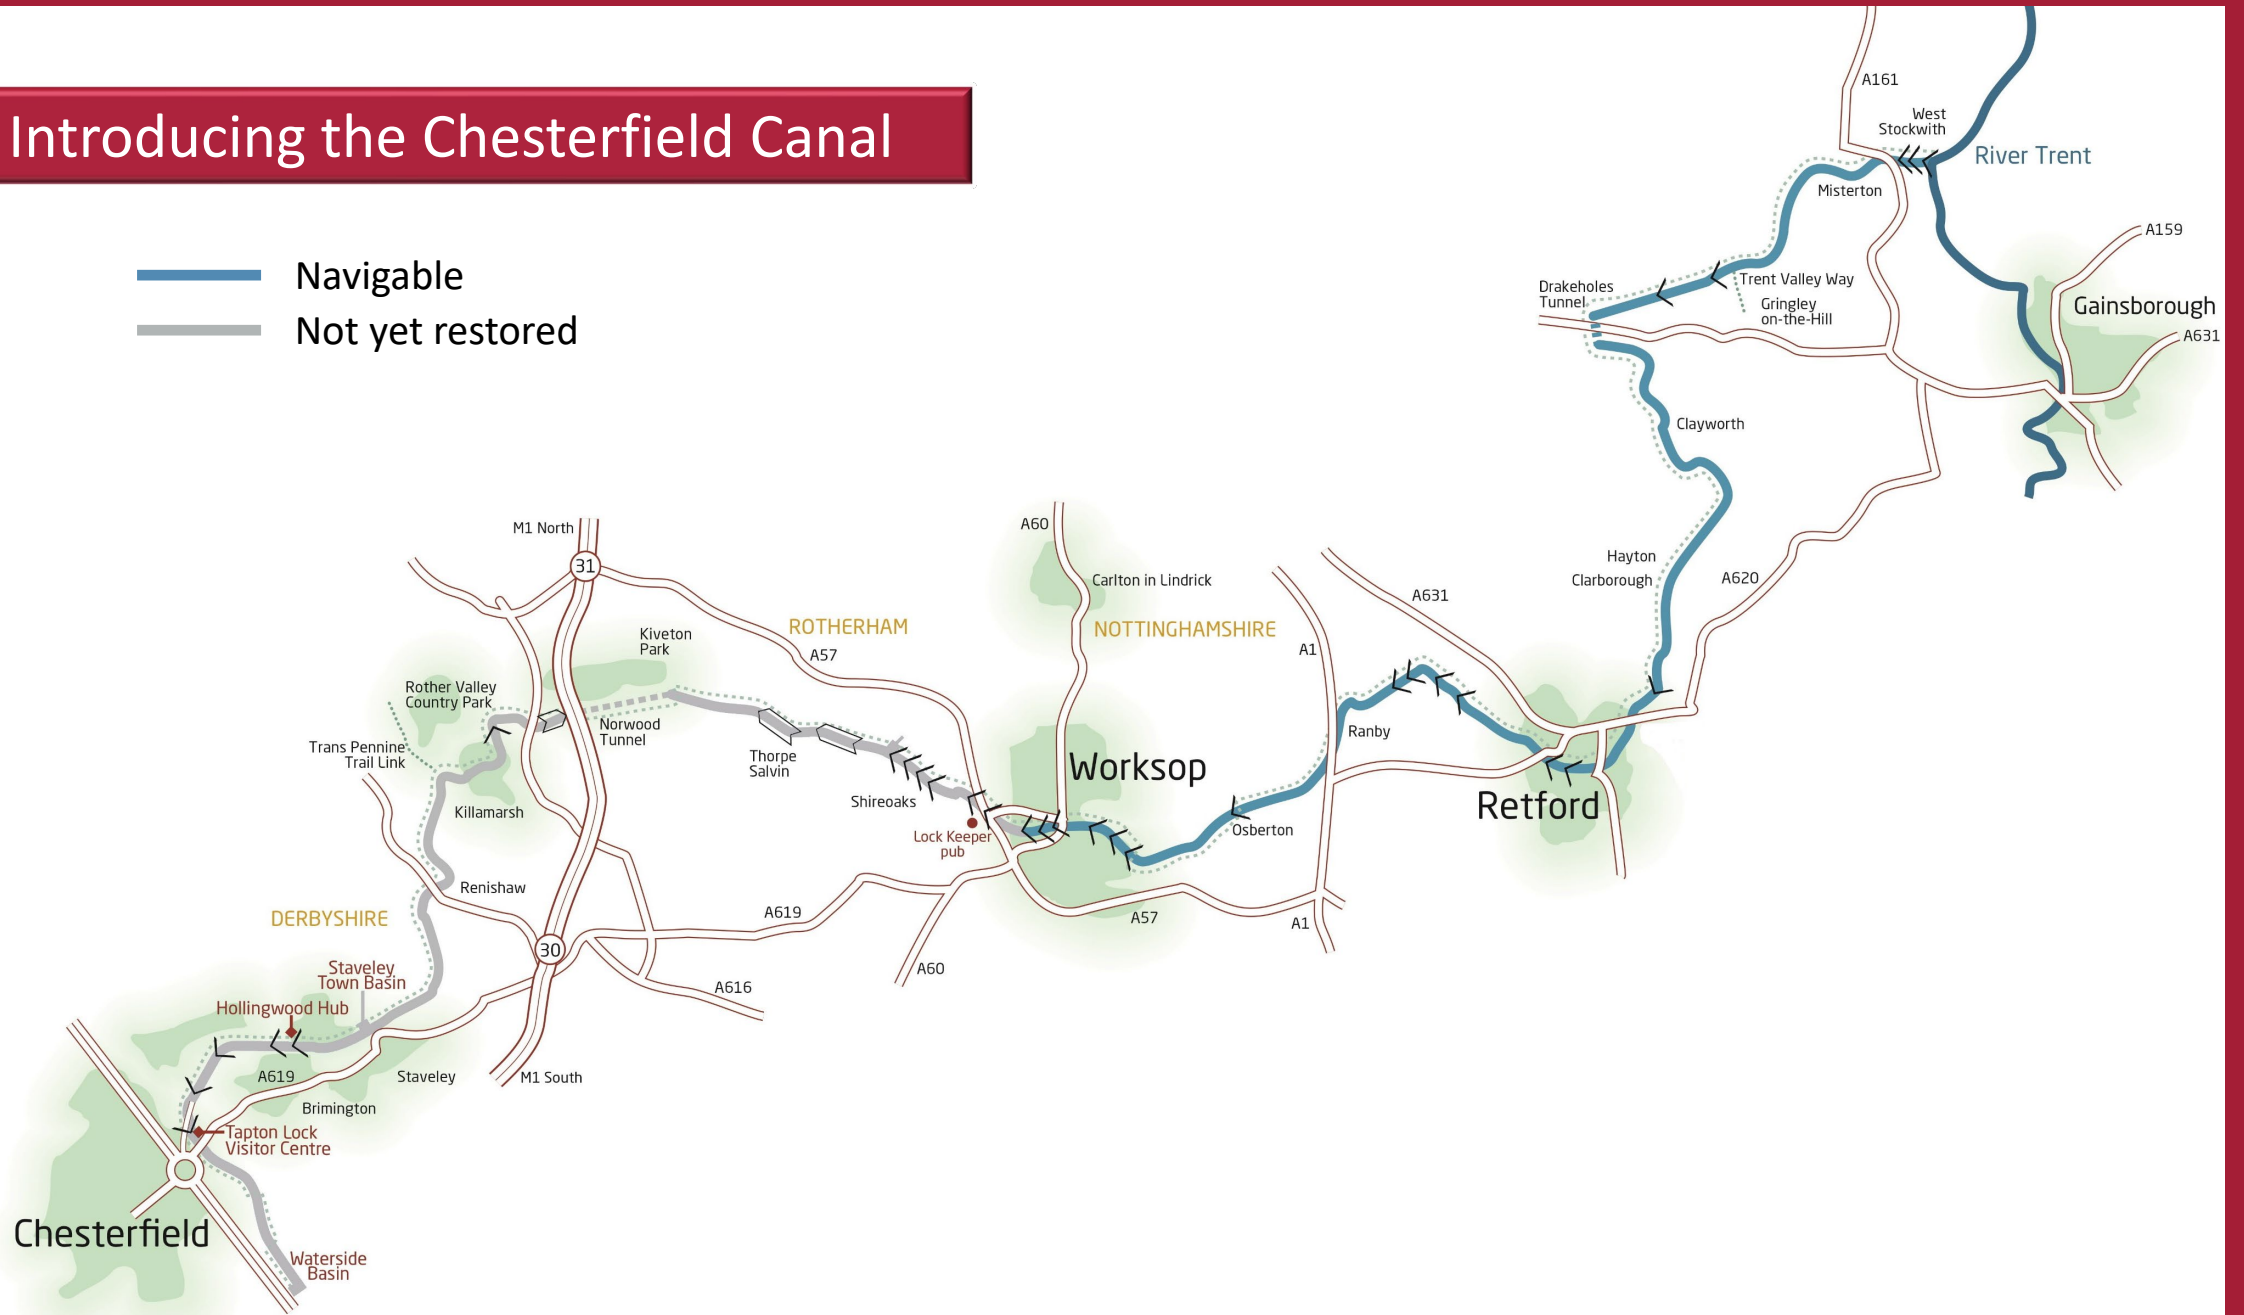 Introducing the Chesterfield Canal
Navigable
Not yet restored
A161
West
Stockwith
River Trent
Misterton
A159
Drakeholes
Tunnel
Trent Valley Way
Gringley
on-the-Hill
Gainsborough
A631
Clayworth
M1 North
A60
31
Hayton
Clarborough
A620
Carlton in Lindrick
A631
ROTHERHAM
NOTTINGHAMSHIRE
Kiveton
Park
A57
A1
Rother Valley
Country Park
Norwood
Tunnel
Ranby
Trans Pennine
Trail Link
Thorpe
Salvin
Worksop
Shireoaks
Retford
Killamarsh
Lock Keeper
pub
Osberton
Renishaw
DERBYSHIRE
A619
A57
A1
30
Staveley
Town Basin
A60
A616
Hollingwood Hub
A619
Staveley
M1 South
Brimington
Tapton Lock
Visitor Centre
Chesterfield
Waterside
Basin